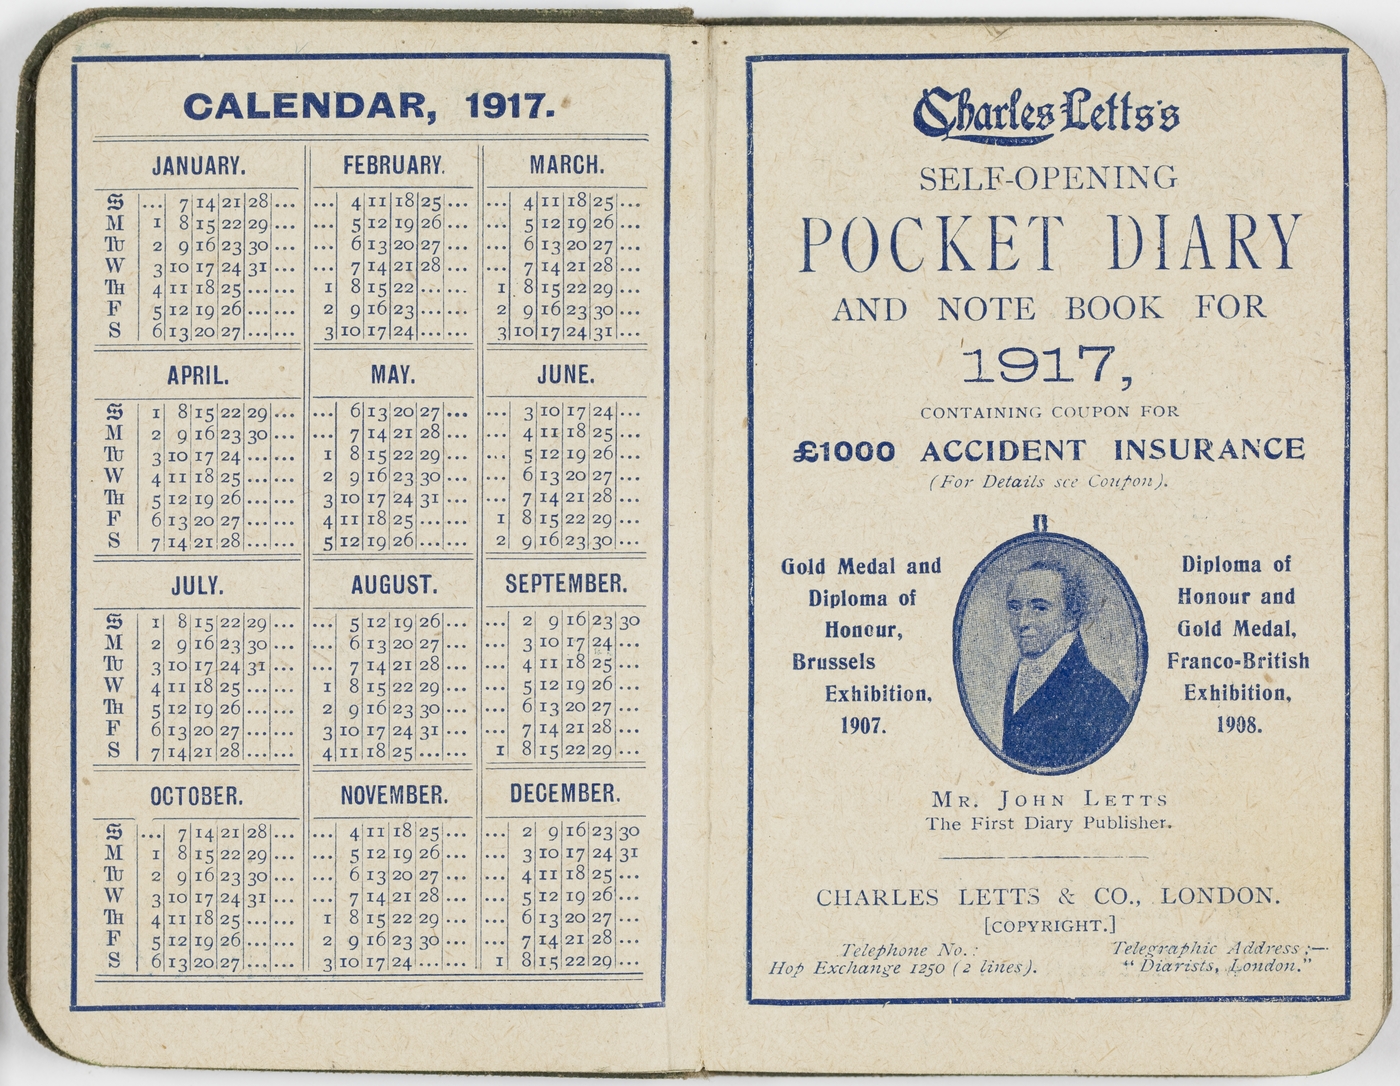 CALENDAR, 1917.
JANUARY. FEBRUARY. MARCH.
S ... 7 14 21 28 ... ... 4 11 18 25 ... ... 4 11 18 25 ...
M 1 8 15 22 29 ... ... 5 12 19 26 ... ... 5 12 19 26 ...
TU 2 9 16 23 30 ... ... 6 13 20 27 ... ... 6 13 20 27 ...
W 3 10 17 24 31 ... ... 7 14 21 28 ... ... 7 14 21 28 ...
TH 4 11 18 25 ... ... 1 8 15 22 ... ... 1 8 15 22 29 ...
F 5 12 19 26 ... ... 2 9 16 23 ... ... 2 9 16 23 30 ...
S 6 13 20 27 ... ... 3 10 17 24 ... ... 3 10 17 24 31 ...
APRIL. MAY. JUNE.
S 1 8 15 22 29 ... ... 6 13 20 27 ... ... 3 10 17 24 ...
M 2 9 16 23 30 ... ... 7 14 21 28 ... ... 4 11 18 25 ...
TU 3 10 17 24 ... ... 1 8 15 22 29 ... ... 5 12 19 26 ...
W 4 11 18 25 ... ... 2 9 16 23 30 ... ... 6 13 20 27 ...
TH 5 12 19 26 ... ... 3 10 17 24 31 ... ... 7 14 21 28 ...
F 6 13 20 27 ... ... 4 11 18 25 ... ... 1 8 15 22 29 ...
S 7 14 21 28 ... ... 5 12 19 26 ... ... 2 9 16 23 30 ...
JULY. AUGUST. SEPTEMBER.
S 1 8 15 22 29 ... ... 5 12 19 26 ... ... 2 9 16 23 30
M 2 9 16 23 30 ... ... 6 13 20 27 ... ... 3 10 17 24 ...
TU 3 10 17 24 31 ... ... 7 14 21 28 ... ... 4 11 18 25 ...
W 4 11 18 25 ... ... 1 8 15 22 29 ... ... 5 12 19 26 ...
TH 5 12 19 26 ... ... 2 9 16 23 30 ... ... 6 13 20 27 ...
F 6 13 20 27 ... ... 3 10 17 24 31 ... ... 7 14 21 28 ...
S 7 14 21 28 ... ... 4 11 18 25 ... ... 1 8 15 22 29 ...
OCTOBER. NOVEMBER. DECEMBER.
S ... 7 14 21 28 ... ... 4 11 18 25 ... ... 2 9 16 23 30
M 1 8 15 22 29 ... ... 5 12 19 26 ... ... 3 10 17 24 31
TU 2 9 16 23 30 ... ... 6 13 20 27 ... ... 4 11 18 25 ...
W 3 10 17 24 31 ... ... 7 14 21 28 ... ... 5 12 19 26 ...
TH 4 11 18 25 ... ... 1 8 15 22 29 ... ... 6 13 20 27 ...
F 5 12 19 26 ... ... 2 9 16 23 30 ... ... 7 14 21 28 ...
S 6 13 20 27 ... ... 3 10 17 24 ... ... 1 8 15 22 29 ...
Charles Letts's
SELF-OPENING
POCKET DIARY
AND NOTE BOOK FOR
1917,
CONTAINING COUPON FOR
£1000 ACCIDENT INSURANCE
(For Details see Coupon).
Gold Medal and
Diploma of
Honour,
Brussels
Exhibition,
1907.
Diploma of
Honour and
Gold Medal,
Franco-British
Exhibition,
1908.
MR. JOHN LETTS
The First Diary Publisher.
CHARLES LETTS & CO., LONDON.
[COPYRIGHT.]
Telephone No.:
Hop Exchange 1250 (2 lines).
Telegraphic Address:—
"Diarists, London."